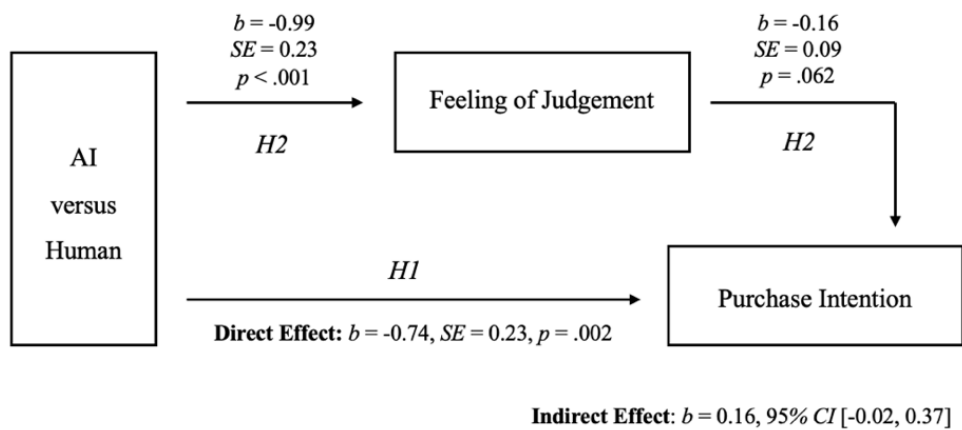 b = -0.99
SE = 0.23
p < .001
H2
b = -0.16
SE = 0.09
p = .062
H2
AI
versus
Human
Feeling of Judgement
H1
Direct Effect: b = -0.74, SE = 0.23, p = .002
Purchase Intention
Indirect Effect: b = 0.16, 95% CI [-0.02, 0.37]